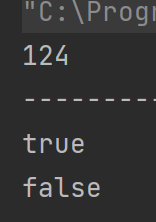 "C:\Progr
124
----------
true
false